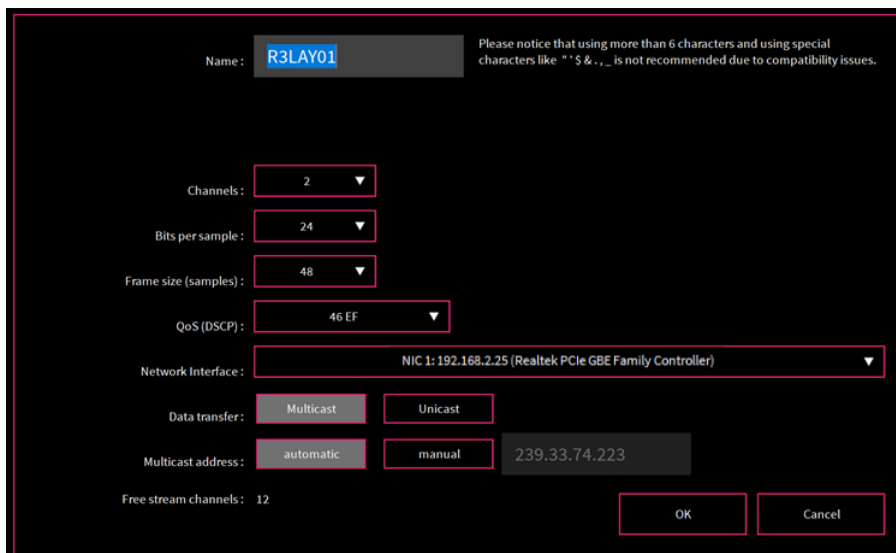 Name: R3LAY01
Please notice that using more than 6 characters and using special
characters like "'$&.,_ is not recommended due to compatibility issues.
Channels: 2
Bits per sample: 24
Frame size (samples): 48
QoS (DSCP): 46 EF
Network Interface: NIC 1: 192.168.2.25 (Realtek PCIe GBE Family Controller)
Data transfer: Multicast Unicast
Multicast address: automatic manual 239.33.74.223
Free stream channels: 12
OK Cancel